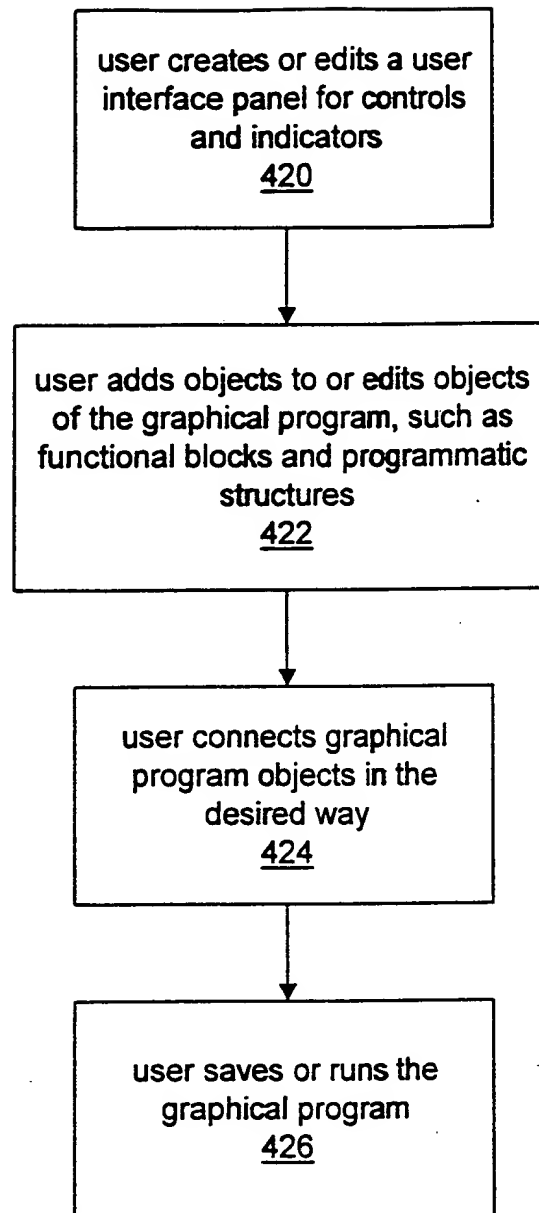 user creates or edits a user
interface panel for controls
and indicators
420
user adds objects to or edits objects
of the graphical program, such as
functional blocks and programmatic
structures
422
user connects graphical
program objects in the
desired way
424
user saves or runs the
graphical program
426